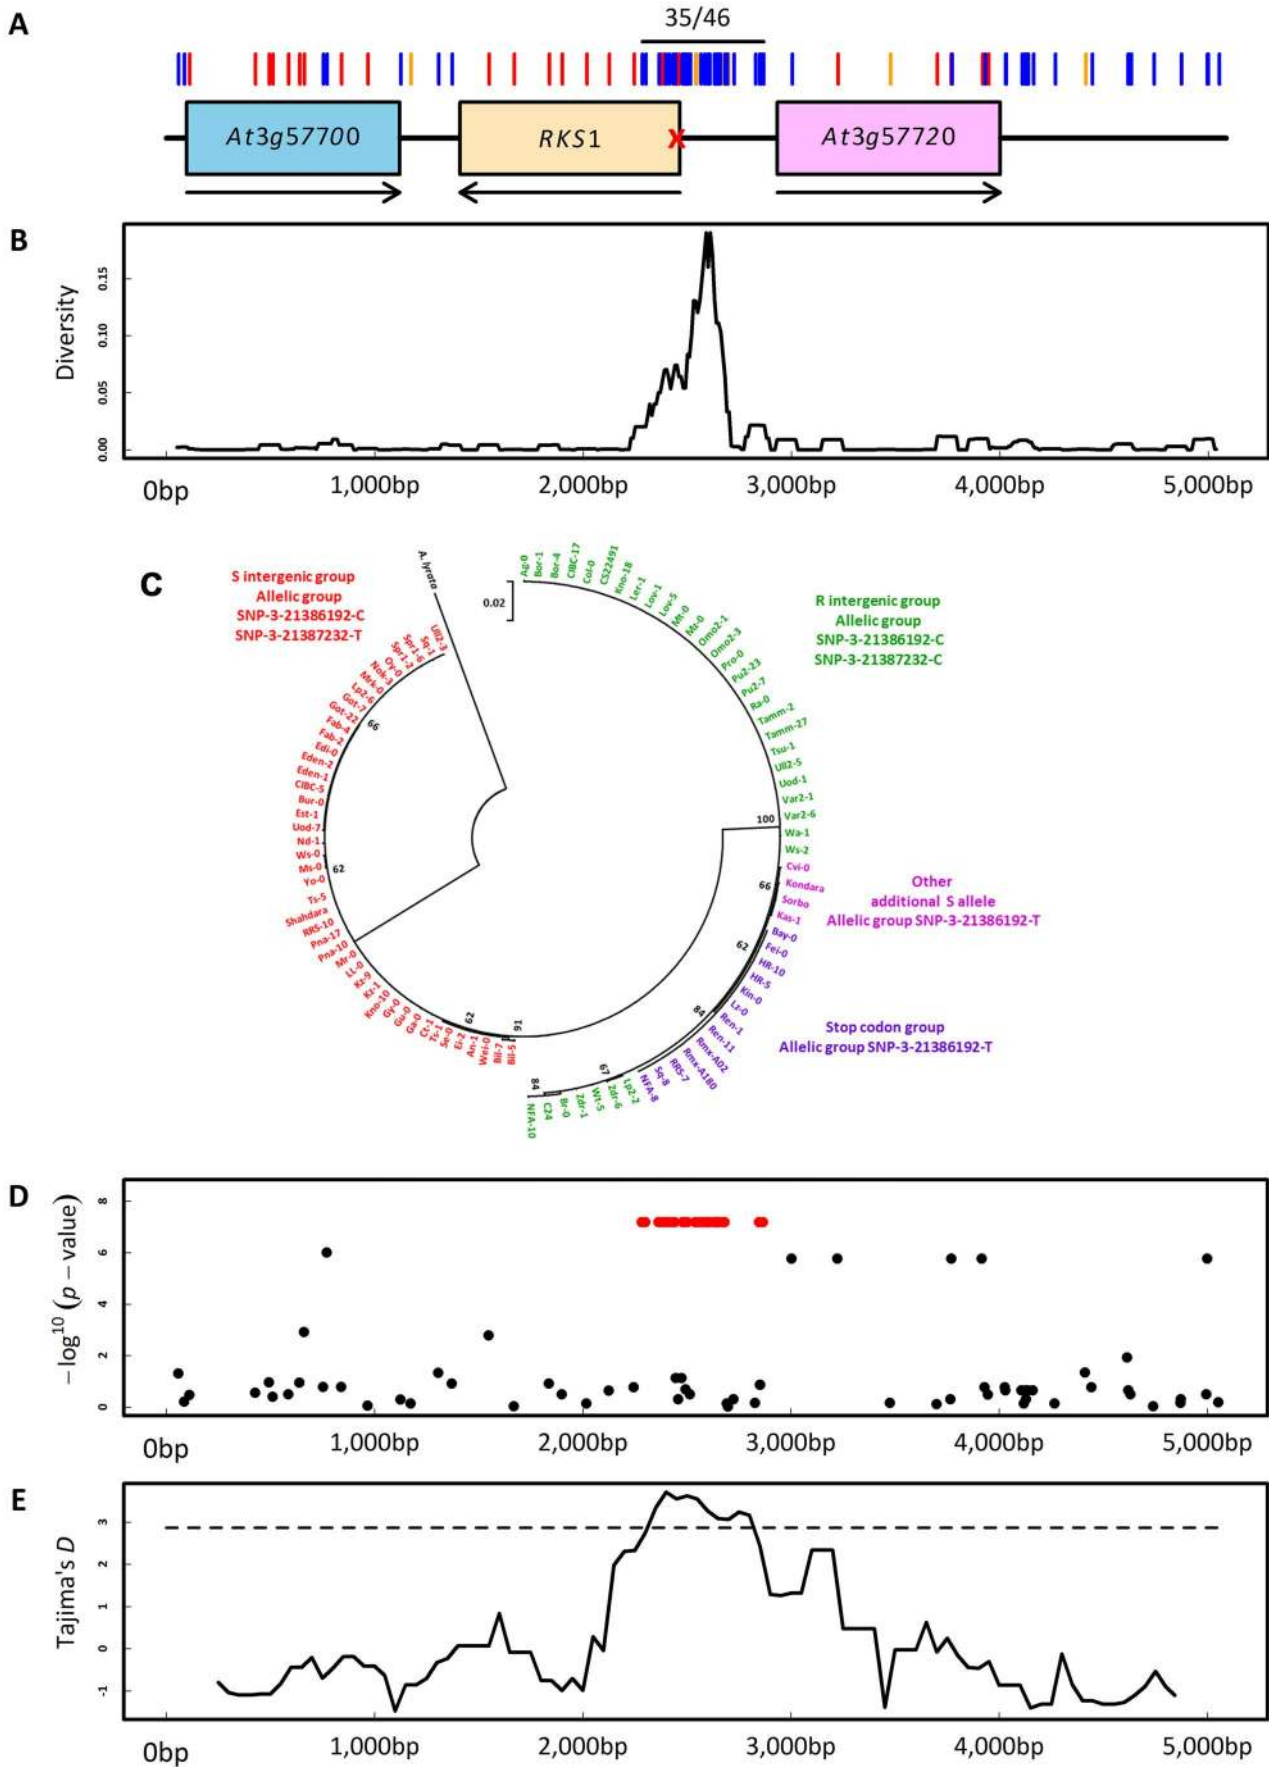 A
35/46
At3g57700
RKS1
X
At3g57720
B
Diversity
0.15
0.10
0.05
0.00
0bp
1,000bp
2,000bp
3,000bp
4,000bp
5,000bp
C
S intergenic group
Allelic group
SNP-3-21386192-C
SNP-3-21387232-T
A. lyrata
0.02
R intergenic group
Allelic group
SNP-3-21386192-C
SNP-3-21387232-C
Ag-0
Bor-1
Bor-4
CIBC-17
Col-0
CS22491
Kno-18
Ler-1
Lov-1
Lov-5
Mt-0
Mz-0
Omo2-1
Omo2-3
Pro-0
Pu2-23
Pu2-7
Ra-0
Tamm-2
Tamm-27
Tsu-1
Ull2-5
Uod-1
Var2-1
Var2-6
100
Wa-1
Ws-2
Cvi-0
66
Kondara
Sorbo
Kas-1
Other
additional S allele
Allelic group SNP-3-21386192-T
62
Bay-0
Fei-0
HR-10
HR-5
Kin-0
Lz-0
84
Ren-1
Ren-11
Rmx-A02
Rmx-A180
RRS-7
Sq-8
NFA-8
Stop codon group
Allelic group SNP-3-21386192-T
Lp2-2
67
Zdr-6
Wt-5
Zdr-1
Br-0
84
C24
NFA-10
91
Bil-5
Bil-7
Wei-0
An-1
62
Ei-2
Se-0
Ts-1
Ct-1
Ga-0
Gu-0
Gy-0
Kno-10
Kz-1
Kz-9
LL-0
Mr-0
Pna-10
Pna-17
RRS-10
Shahdara
Ts-5
Yo-0
62
Ms-0
Ws-0
Nd-1
Uod-7
Est-1
Bur-0
CIBC-5
Eden-1
Eden-2
Edi-0
Fab-2
Fab-4
66
Got-22
Got-7
Lp2-6
Mrk-0
Nok-3
Oy-0
Spr1-2
Spr1-6
Sq-1
Ull2-3
D
−log10 (p − value)
8
6
4
2
0
0bp
1,000bp
2,000bp
3,000bp
4,000bp
5,000bp
E
Tajima's D
3
2
1
0
-1
0bp
1,000bp
2,000bp
3,000bp
4,000bp
5,000bp